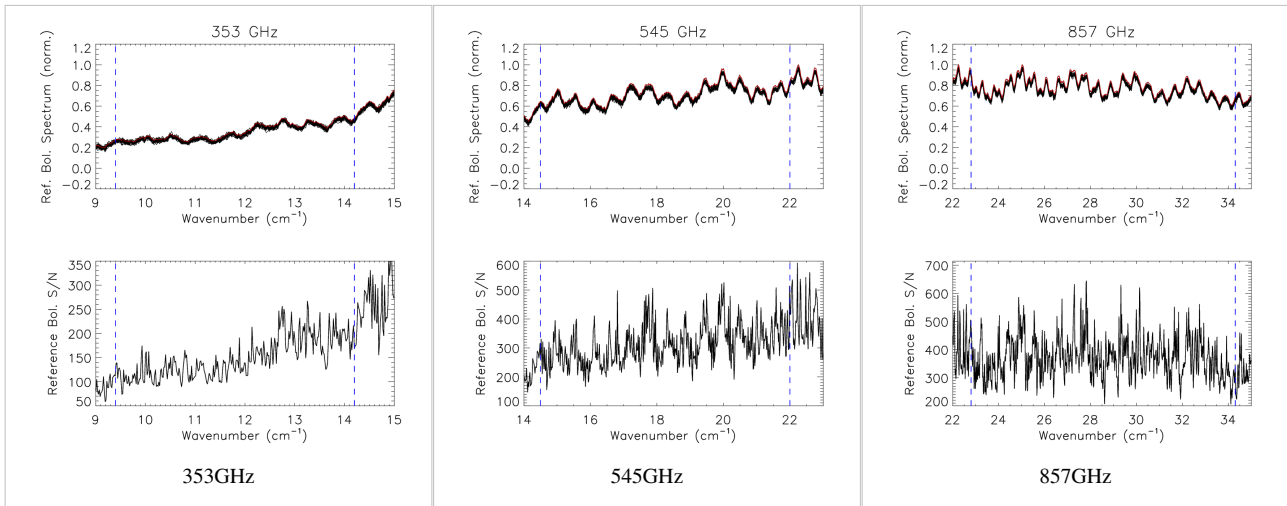 353 GHz
Ref. Bol. Spectrum (norm.)
1.2
1.0
0.8
0.6
0.4
0.2
0.0
−0.2
9 10 11 12 13 14 15
Wavenumber (cm⁻¹)
Reference Bol. S/N
350
300
250
200
150
100
50
9 10 11 12 13 14 15
Wavenumber (cm⁻¹)
353GHz
545 GHz
Ref. Bol. Spectrum (norm.)
1.2
1.0
0.8
0.6
0.4
0.2
0.0
−0.2
14 16 18 20 22
Wavenumber (cm⁻¹)
Reference Bol. S/N
600
500
400
300
200
100
14 16 18 20 22
Wavenumber (cm⁻¹)
545GHz
857 GHz
Ref. Bol. Spectrum (norm.)
1.2
1.0
0.8
0.6
0.4
0.2
0.0
−0.2
22 24 26 28 30 32 34
Wavenumber (cm⁻¹)
Reference Bol. S/N
700
600
500
400
300
200
22 24 26 28 30 32 34
Wavenumber (cm⁻¹)
857GHz